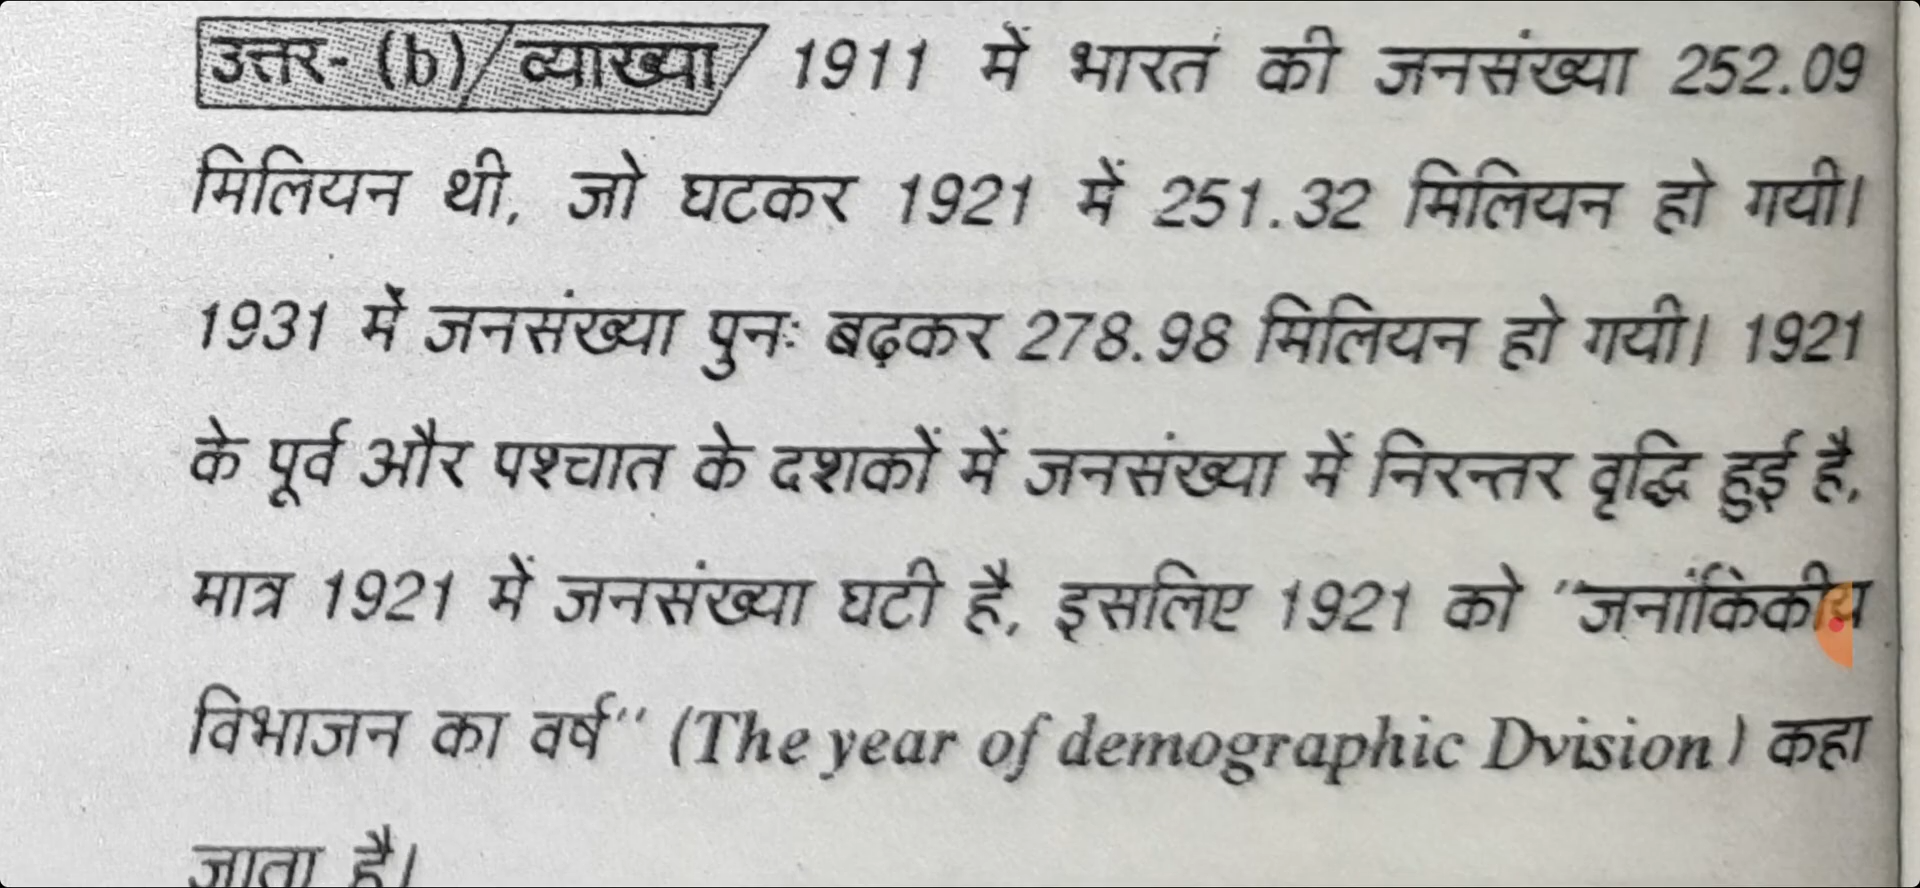 उत्तर- (b)/व्याख्या/ 1911 में भारत की जनसंख्या 252.09
मिलियन थी, जो घटकर 1921 में 251.32 मिलियन हो गयी।
1931 में जनसंख्या पुनः बढ़कर 278.98 मिलियन हो गयी। 1921
के पूर्व और पश्चात के दशकों में जनसंख्या में निरन्तर वृद्धि हुई है,
मात्र 1921 में जनसंख्या घटी है, इसलिए 1921 को "जनांकिकीय
विभाजन का वर्ष" (The year of demographic Dvision) कहा
जाता है।